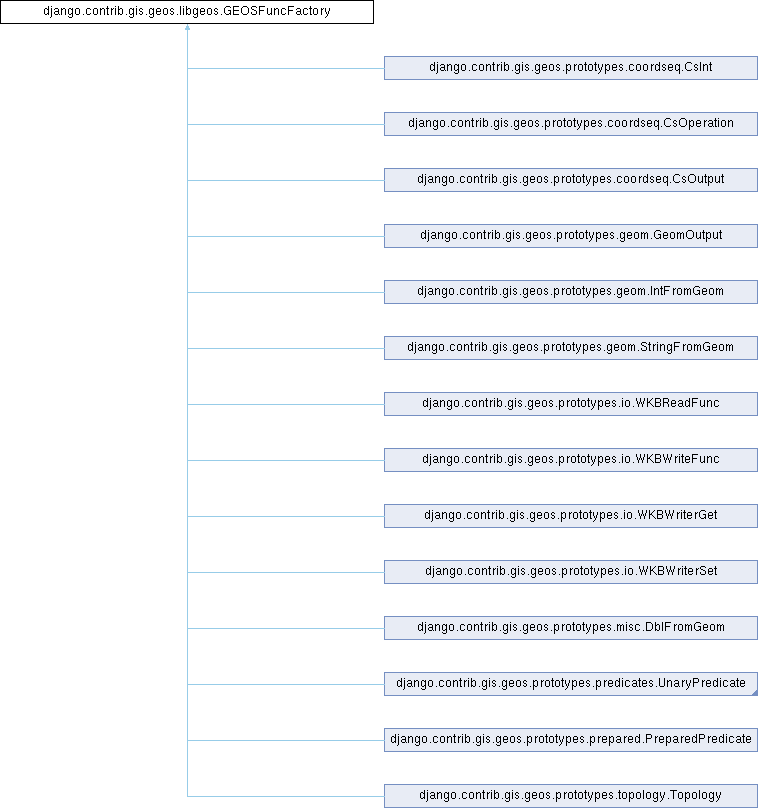 django.contrib.gis.geos.libgeos.GEOSFuncFactory
django.contrib.gis.geos.prototypes.coordseq.CsInt
django.contrib.gis.geos.prototypes.coordseq.CsOperation
django.contrib.gis.geos.prototypes.coordseq.CsOutput
django.contrib.gis.geos.prototypes.geom.GeomOutput
django.contrib.gis.geos.prototypes.geom.IntFromGeom
django.contrib.gis.geos.prototypes.geom.StringFromGeom
django.contrib.gis.geos.prototypes.io.WKBReadFunc
django.contrib.gis.geos.prototypes.io.WKBWriteFunc
django.contrib.gis.geos.prototypes.io.WKBWriterGet
django.contrib.gis.geos.prototypes.io.WKBWriterSet
django.contrib.gis.geos.prototypes.misc.DblFromGeom
django.contrib.gis.geos.prototypes.predicates.UnaryPredicate
django.contrib.gis.geos.prototypes.prepared.PreparedPredicate
django.contrib.gis.geos.prototypes.topology.Topology